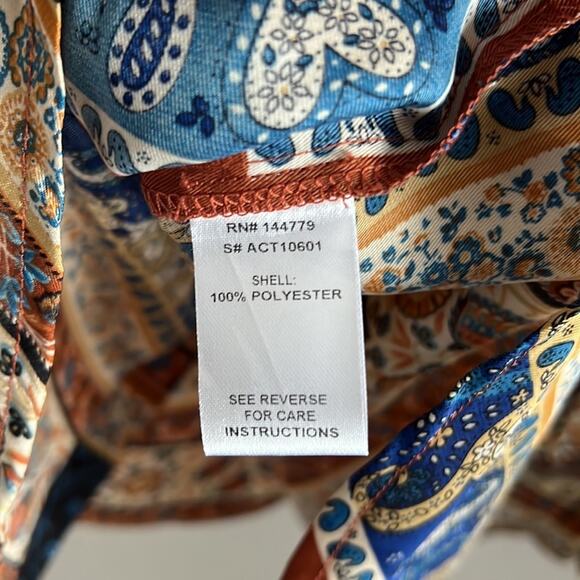 RN# 144779
S# ACT10601
SHELL:
100% POLYESTER
SEE REVERSE
FOR CARE
INSTRUCTIONS